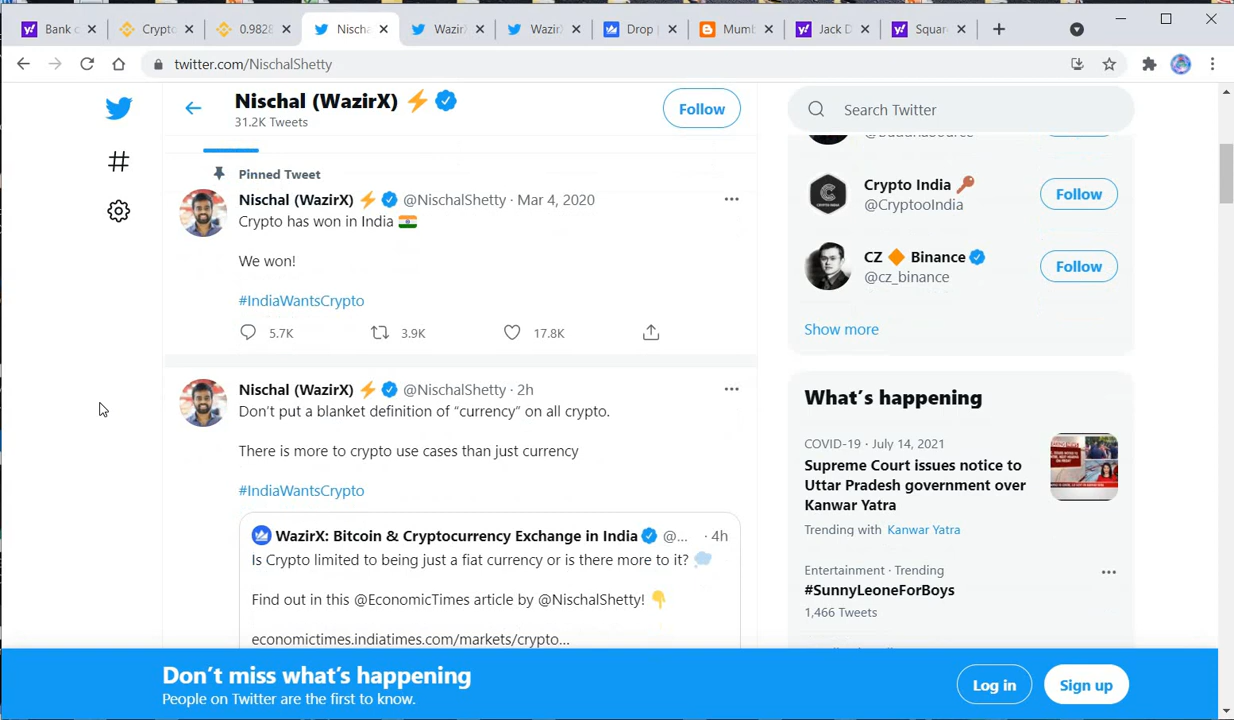 Bank c
Crypto
0.9828
Nischa
Wazir
Wazir
Drop
Mumb
Jack D
Squar
twitter.com/NischalShetty
Nischal (WazirX) ⚡
31.2K Tweets
Follow
Pinned Tweet
Nischal (WazirX) ⚡ @NischalShetty · Mar 4, 2020
Crypto has won in India 🇮🇳
We won!
#IndiaWantsCrypto
5.7K
3.9K
17.8K
Nischal (WazirX) ⚡ @NischalShetty · 2h
Don't put a blanket definition of “currency” on all crypto.
There is more to crypto use cases than just currency
#IndiaWantsCrypto
WazirX: Bitcoin & Cryptocurrency Exchange in India @... · 4h
Is Crypto limited to being just a fiat currency or is there more to it? 💭
Find out in this @EconomicTimes article by @NischalShetty! 👇
economictimes.indiatimes.com/markets/crypto...
Search Twitter
Crypto India 🔑
@CryptooIndia
Follow
CZ 🔶 Binance
@cz_binance
Follow
Show more
What's happening
COVID-19 · July 14, 2021
Supreme Court issues notice to
Uttar Pradesh government over
Kanwar Yatra
Trending with Kanwar Yatra
Entertainment · Trending
#SunnyLeoneForBoys
1,466 Tweets
Don't miss what's happening
People on Twitter are the first to know.
Log in
Sign up